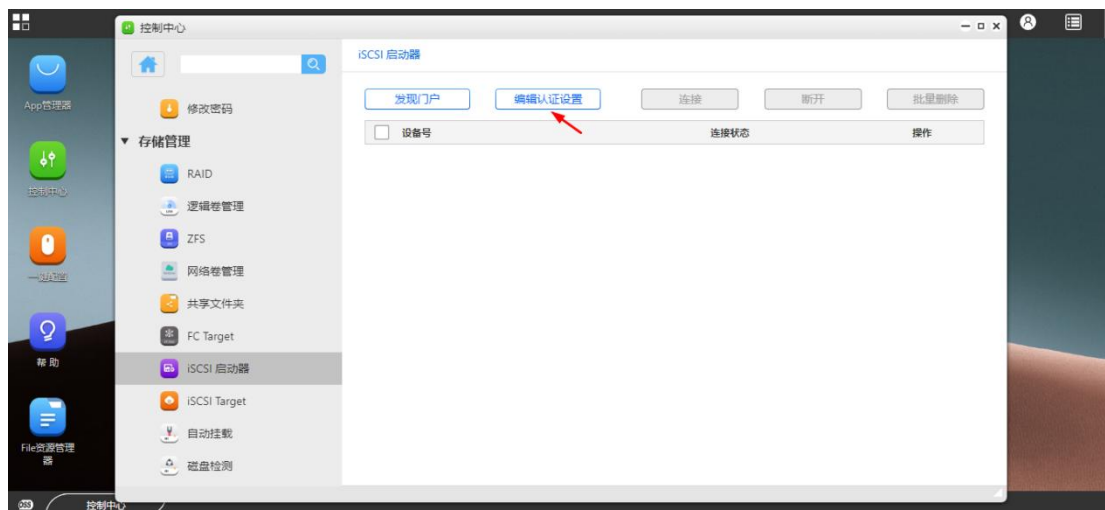 控制中心
App管理器
控制中心
帮 助
File资源管理
器
修改密码
存储管理
RAID
逻辑卷管理
ZFS
网络卷管理
共享文件夹
FC Target
iSCSI 启动器
iSCSI Target
自动挂载
磁盘检测
iSCSI 启动器
发现门户
编辑认证设置
连接
断开
批量删除
设备号
连接状态
操作
控制中心